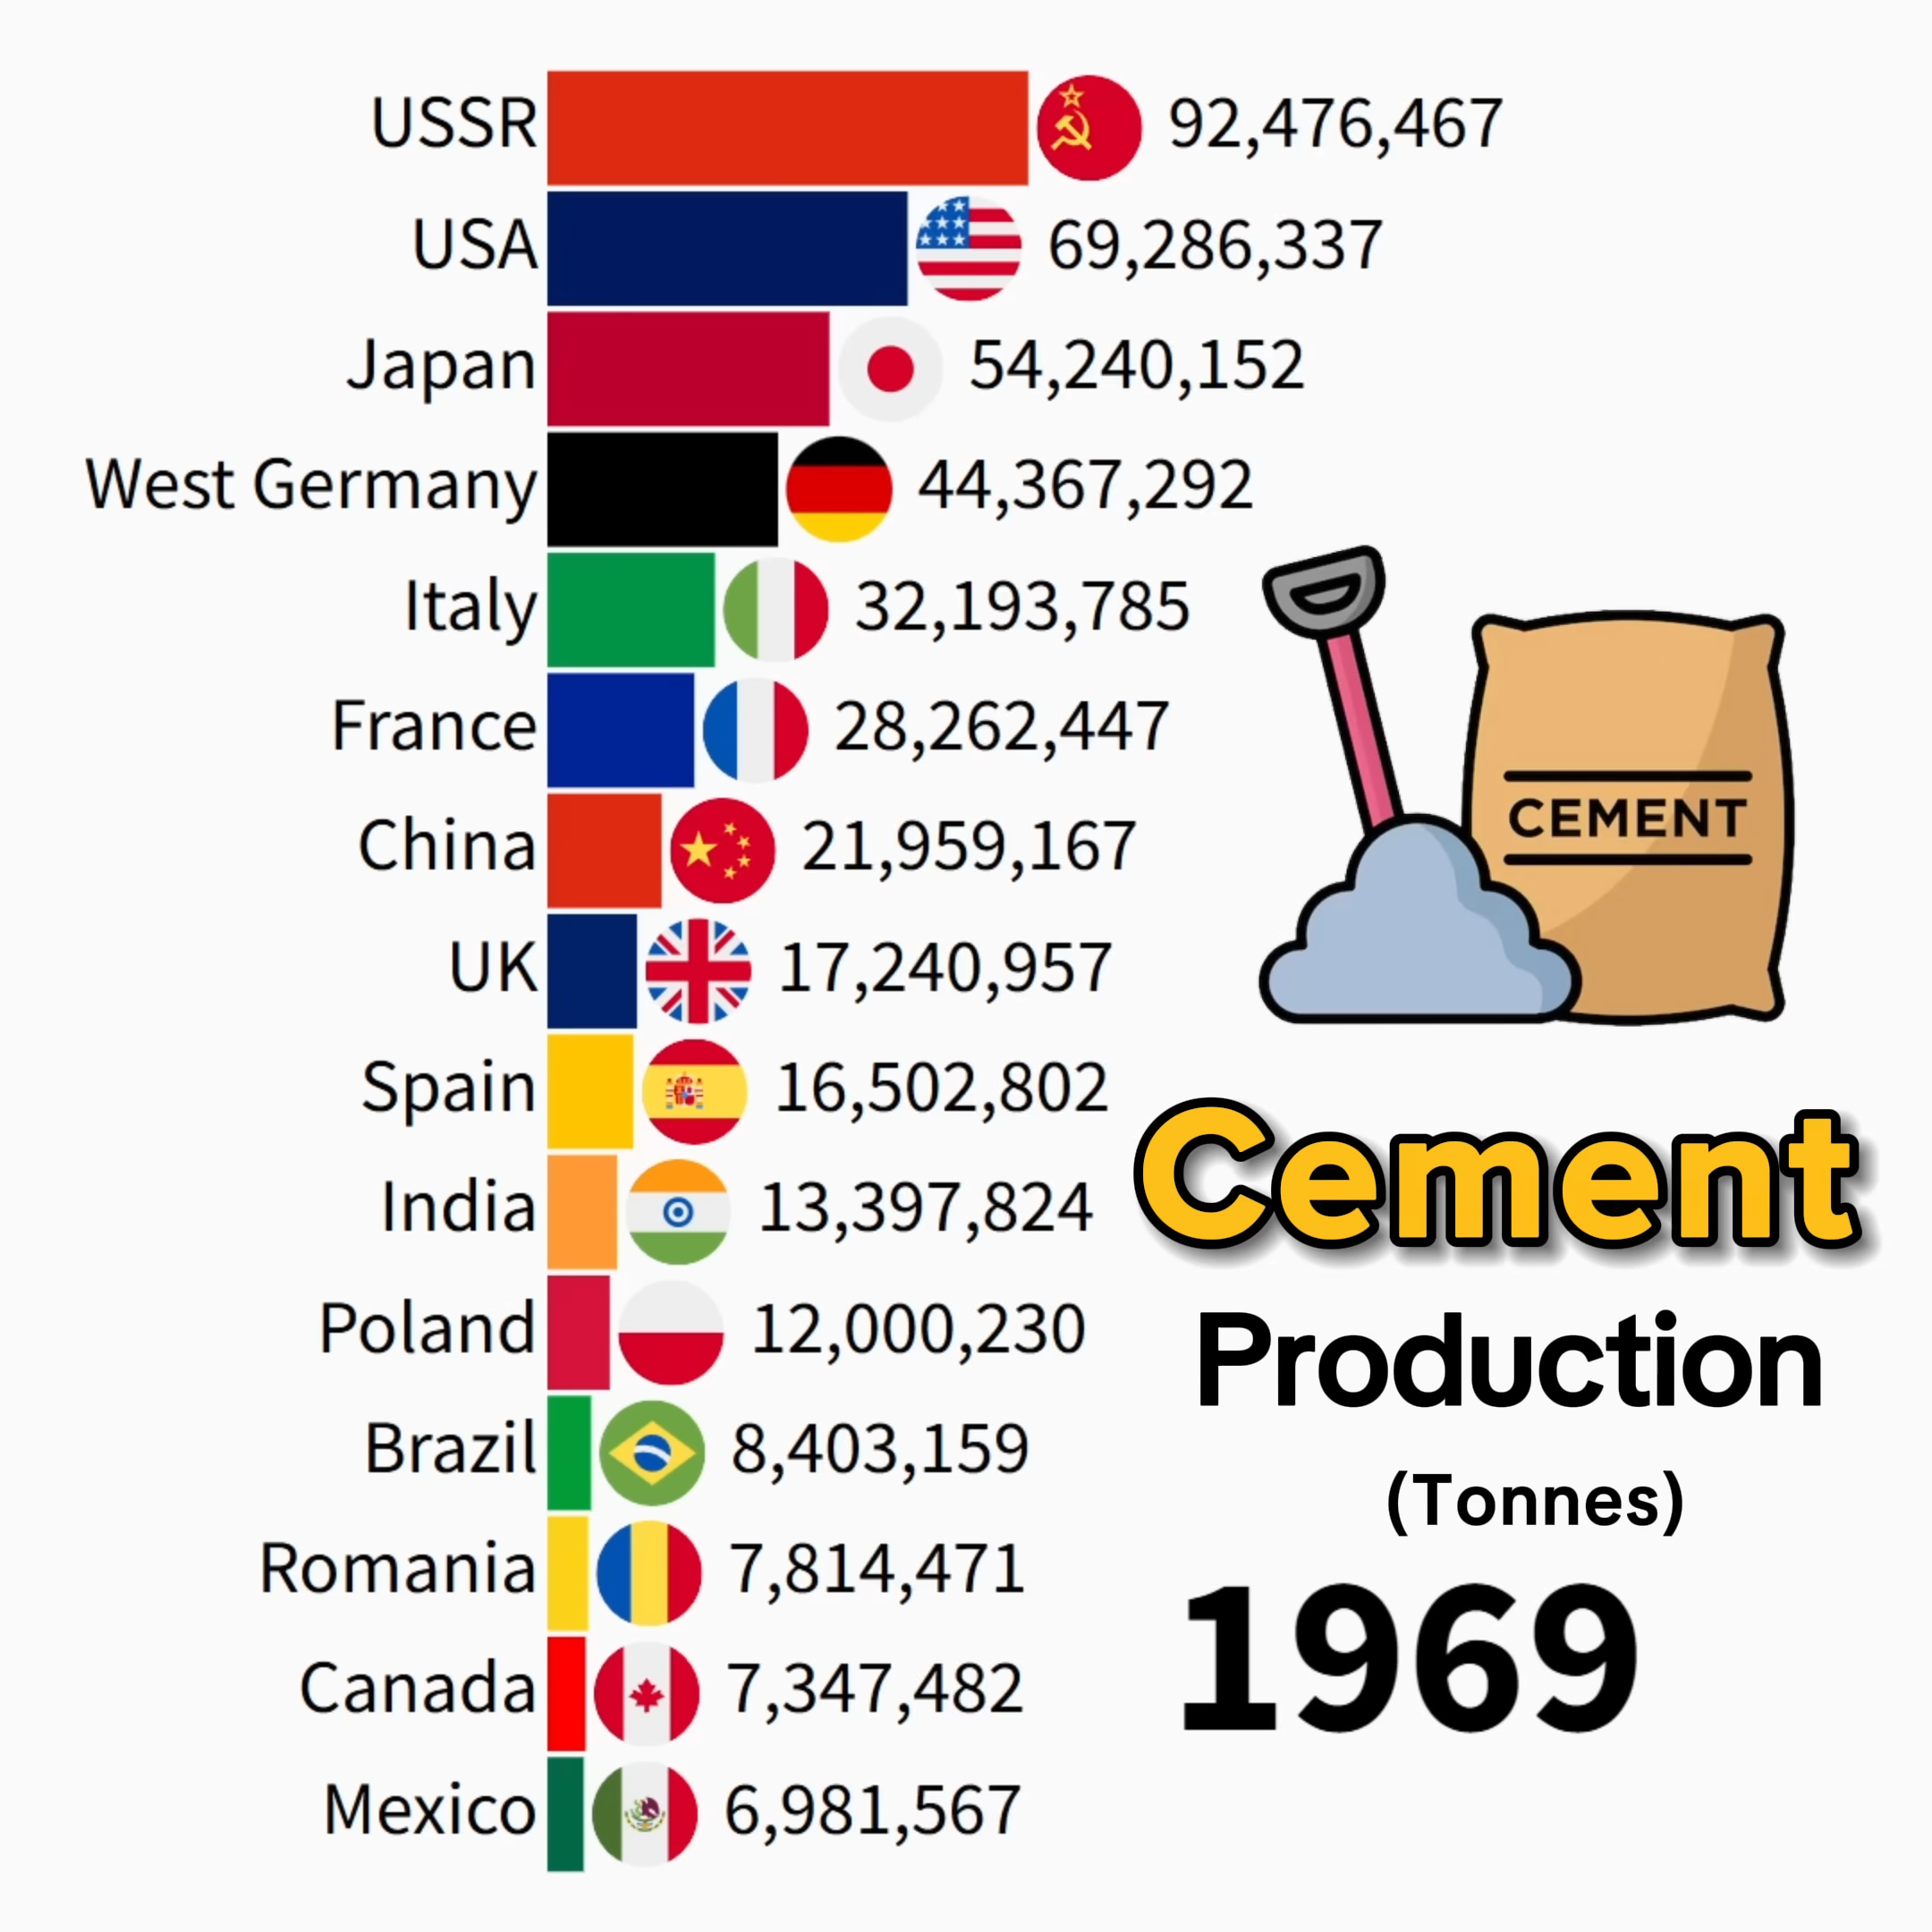 USSR 92,476,467
USA 69,286,337
Japan 54,240,152
West Germany 44,367,292
Italy 32,193,785
France 28,262,447
China 21,959,167
UK 17,240,957
Spain 16,502,802
India 13,397,824
Poland 12,000,230
Brazil 8,403,159
Romania 7,814,471
Canada 7,347,482
Mexico 6,981,567
CEMENT
Cement
Production
(Tonnes)
1969